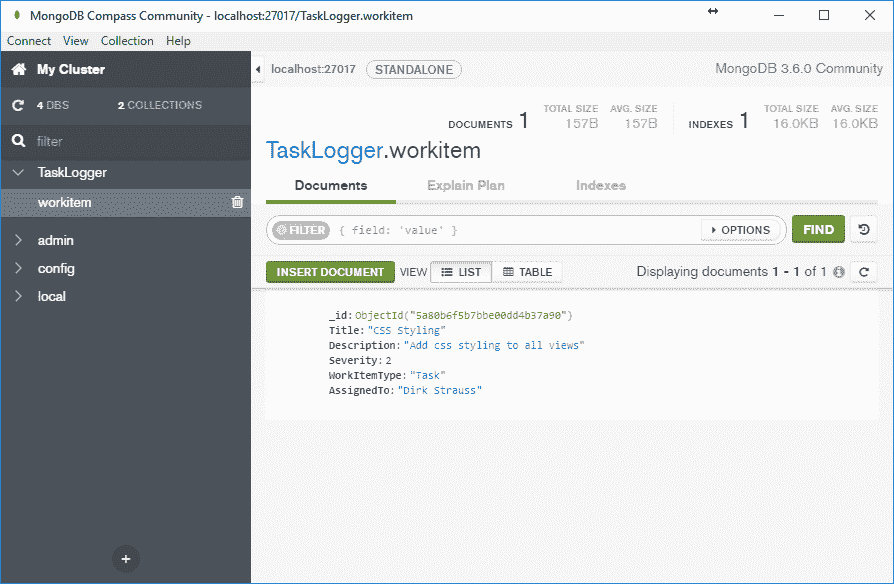 MongoDB Compass Community - localhost:27017/TaskLogger.workitem
Connect View Collection Help
My Cluster
4 DBS 2 COLLECTIONS
filter
TaskLogger
workitem
admin
config
local
localhost:27017 STANDALONE MongoDB 3.6.0 Community
DOCUMENTS 1 TOTAL SIZE 157B AVG. SIZE 157B INDEXES 1 TOTAL SIZE 16.0KB AVG. SIZE 16.0KB
TaskLogger.workitem
Documents Explain Plan Indexes
FILTER { field: 'value' } OPTIONS FIND
INSERT DOCUMENT VIEW LIST TABLE Displaying documents 1 - 1 of 1
_id: ObjectId("5a80b6f5b7bbe00dd4b37a90")
Title: "CSS Styling"
Description: "Add css styling to all views"
Severity: 2
WorkItemType: "Task"
AssignedTo: "Dirk Strauss"